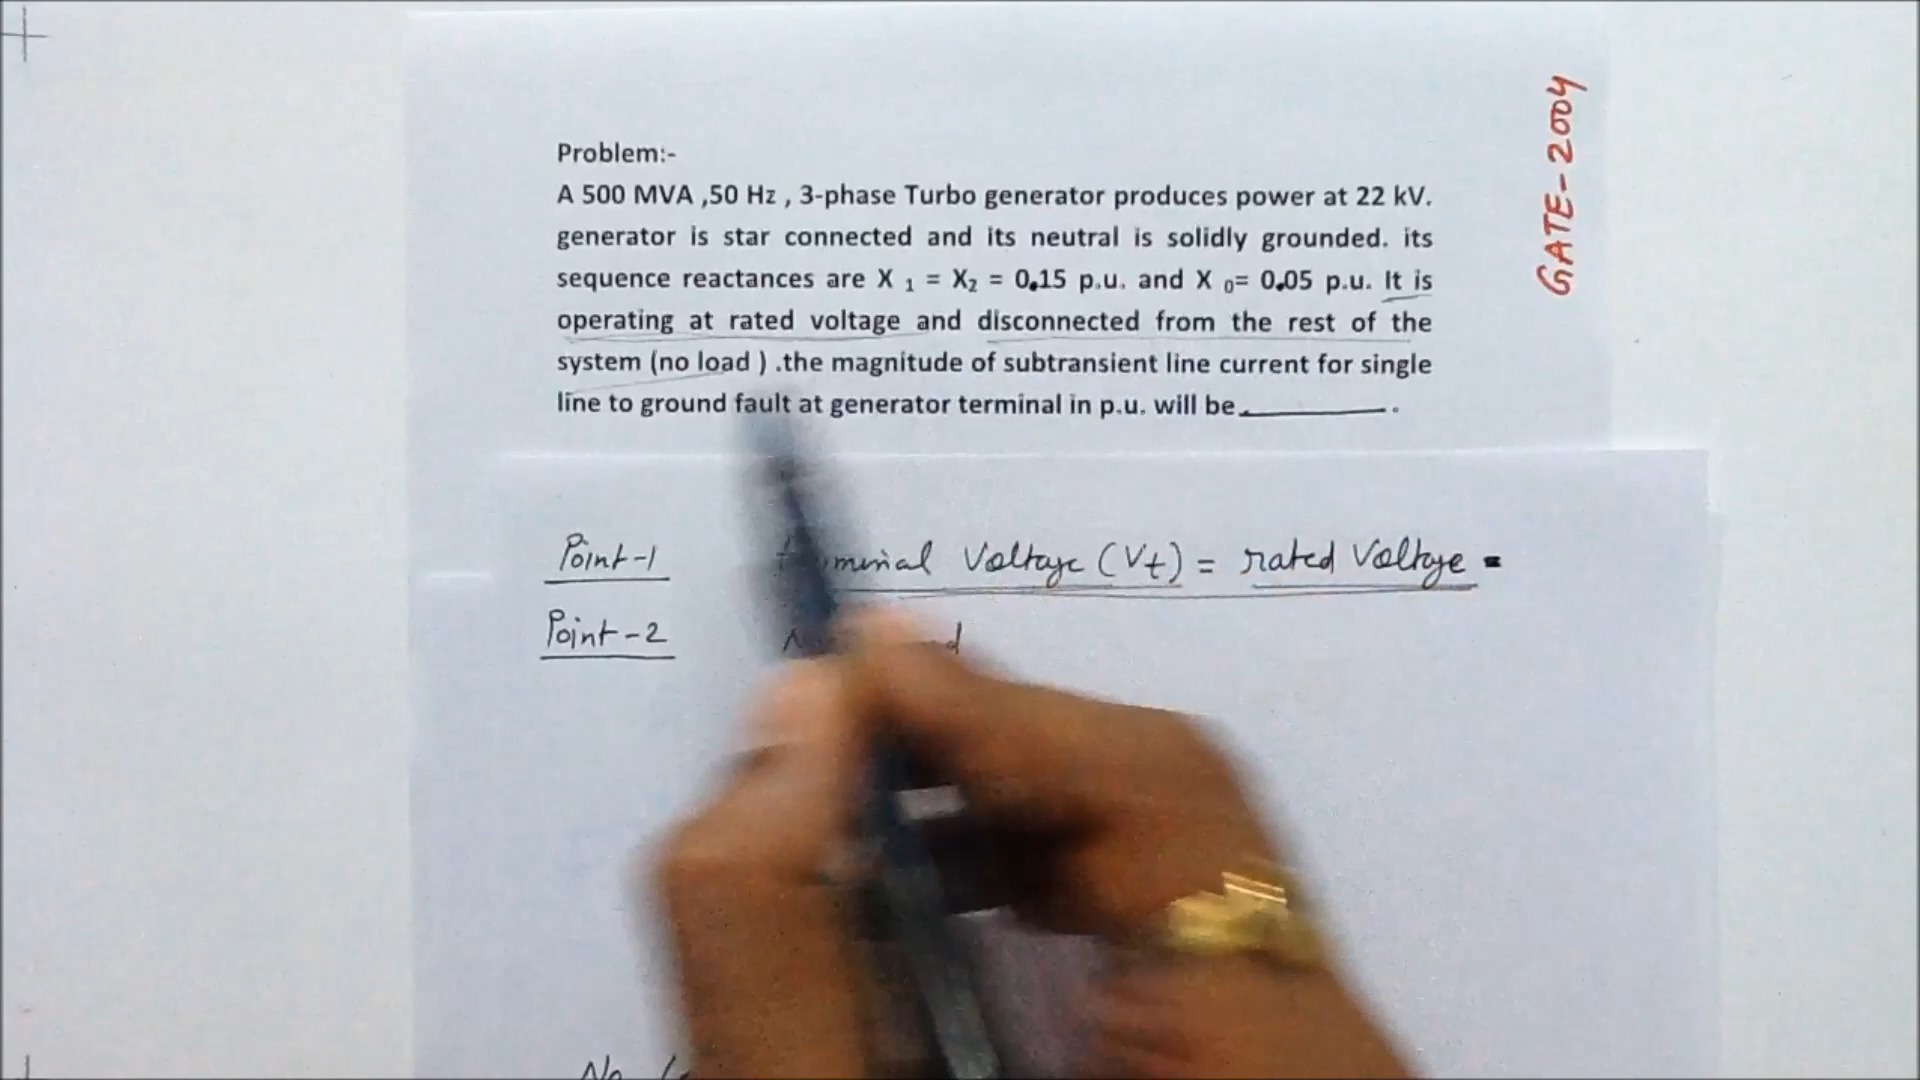 Problem:-
A 500 MVA ,50 Hz , 3-phase Turbo generator produces power at 22 kV.
generator is star connected and its neutral is solidly grounded. its
sequence reactances are X 1 = X2 = 0.15 p.u. and X 0= 0.05 p.u. It is
operating at rated voltage and disconnected from the rest of the
system (no load ) .the magnitude of subtransient line current for single
line to ground fault at generator terminal in p.u. will be_________.
GATE-2004
Point-1 Voltage (Vt) = rated Voltage =
Point-2
No